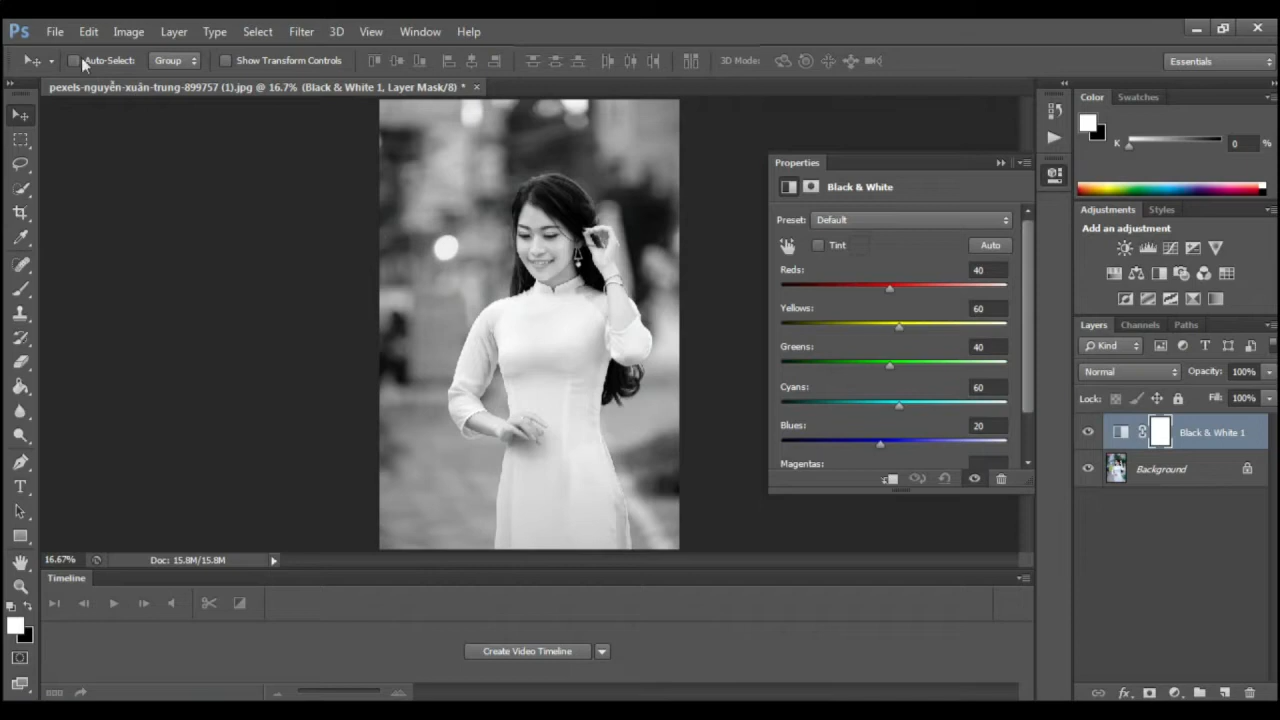 Ps File Edit Image Layer Type Select Filter 3D View Window Help
Auto-Select: Group Show Transform Controls 3D Mode: Essentials
pexels-nguyễn-xuân-trung-899757 (1).jpg @ 16.7% (Black & White 1, Layer Mask/8) *
Color Swatches
K 0 %
Properties
Black & White
Preset: Default
Tint Auto
Reds: 40
Yellows: 60
Greens: 40
Cyans: 60
Blues: 20
Magentas:
Adjustments Styles
Add an adjustment
Layers Channels Paths
Kind
Normal Opacity: 100%
Lock: Fill: 100%
Black & White 1
Background
16.67% Doc: 15.8M/15.8M
Timeline
Create Video Timeline